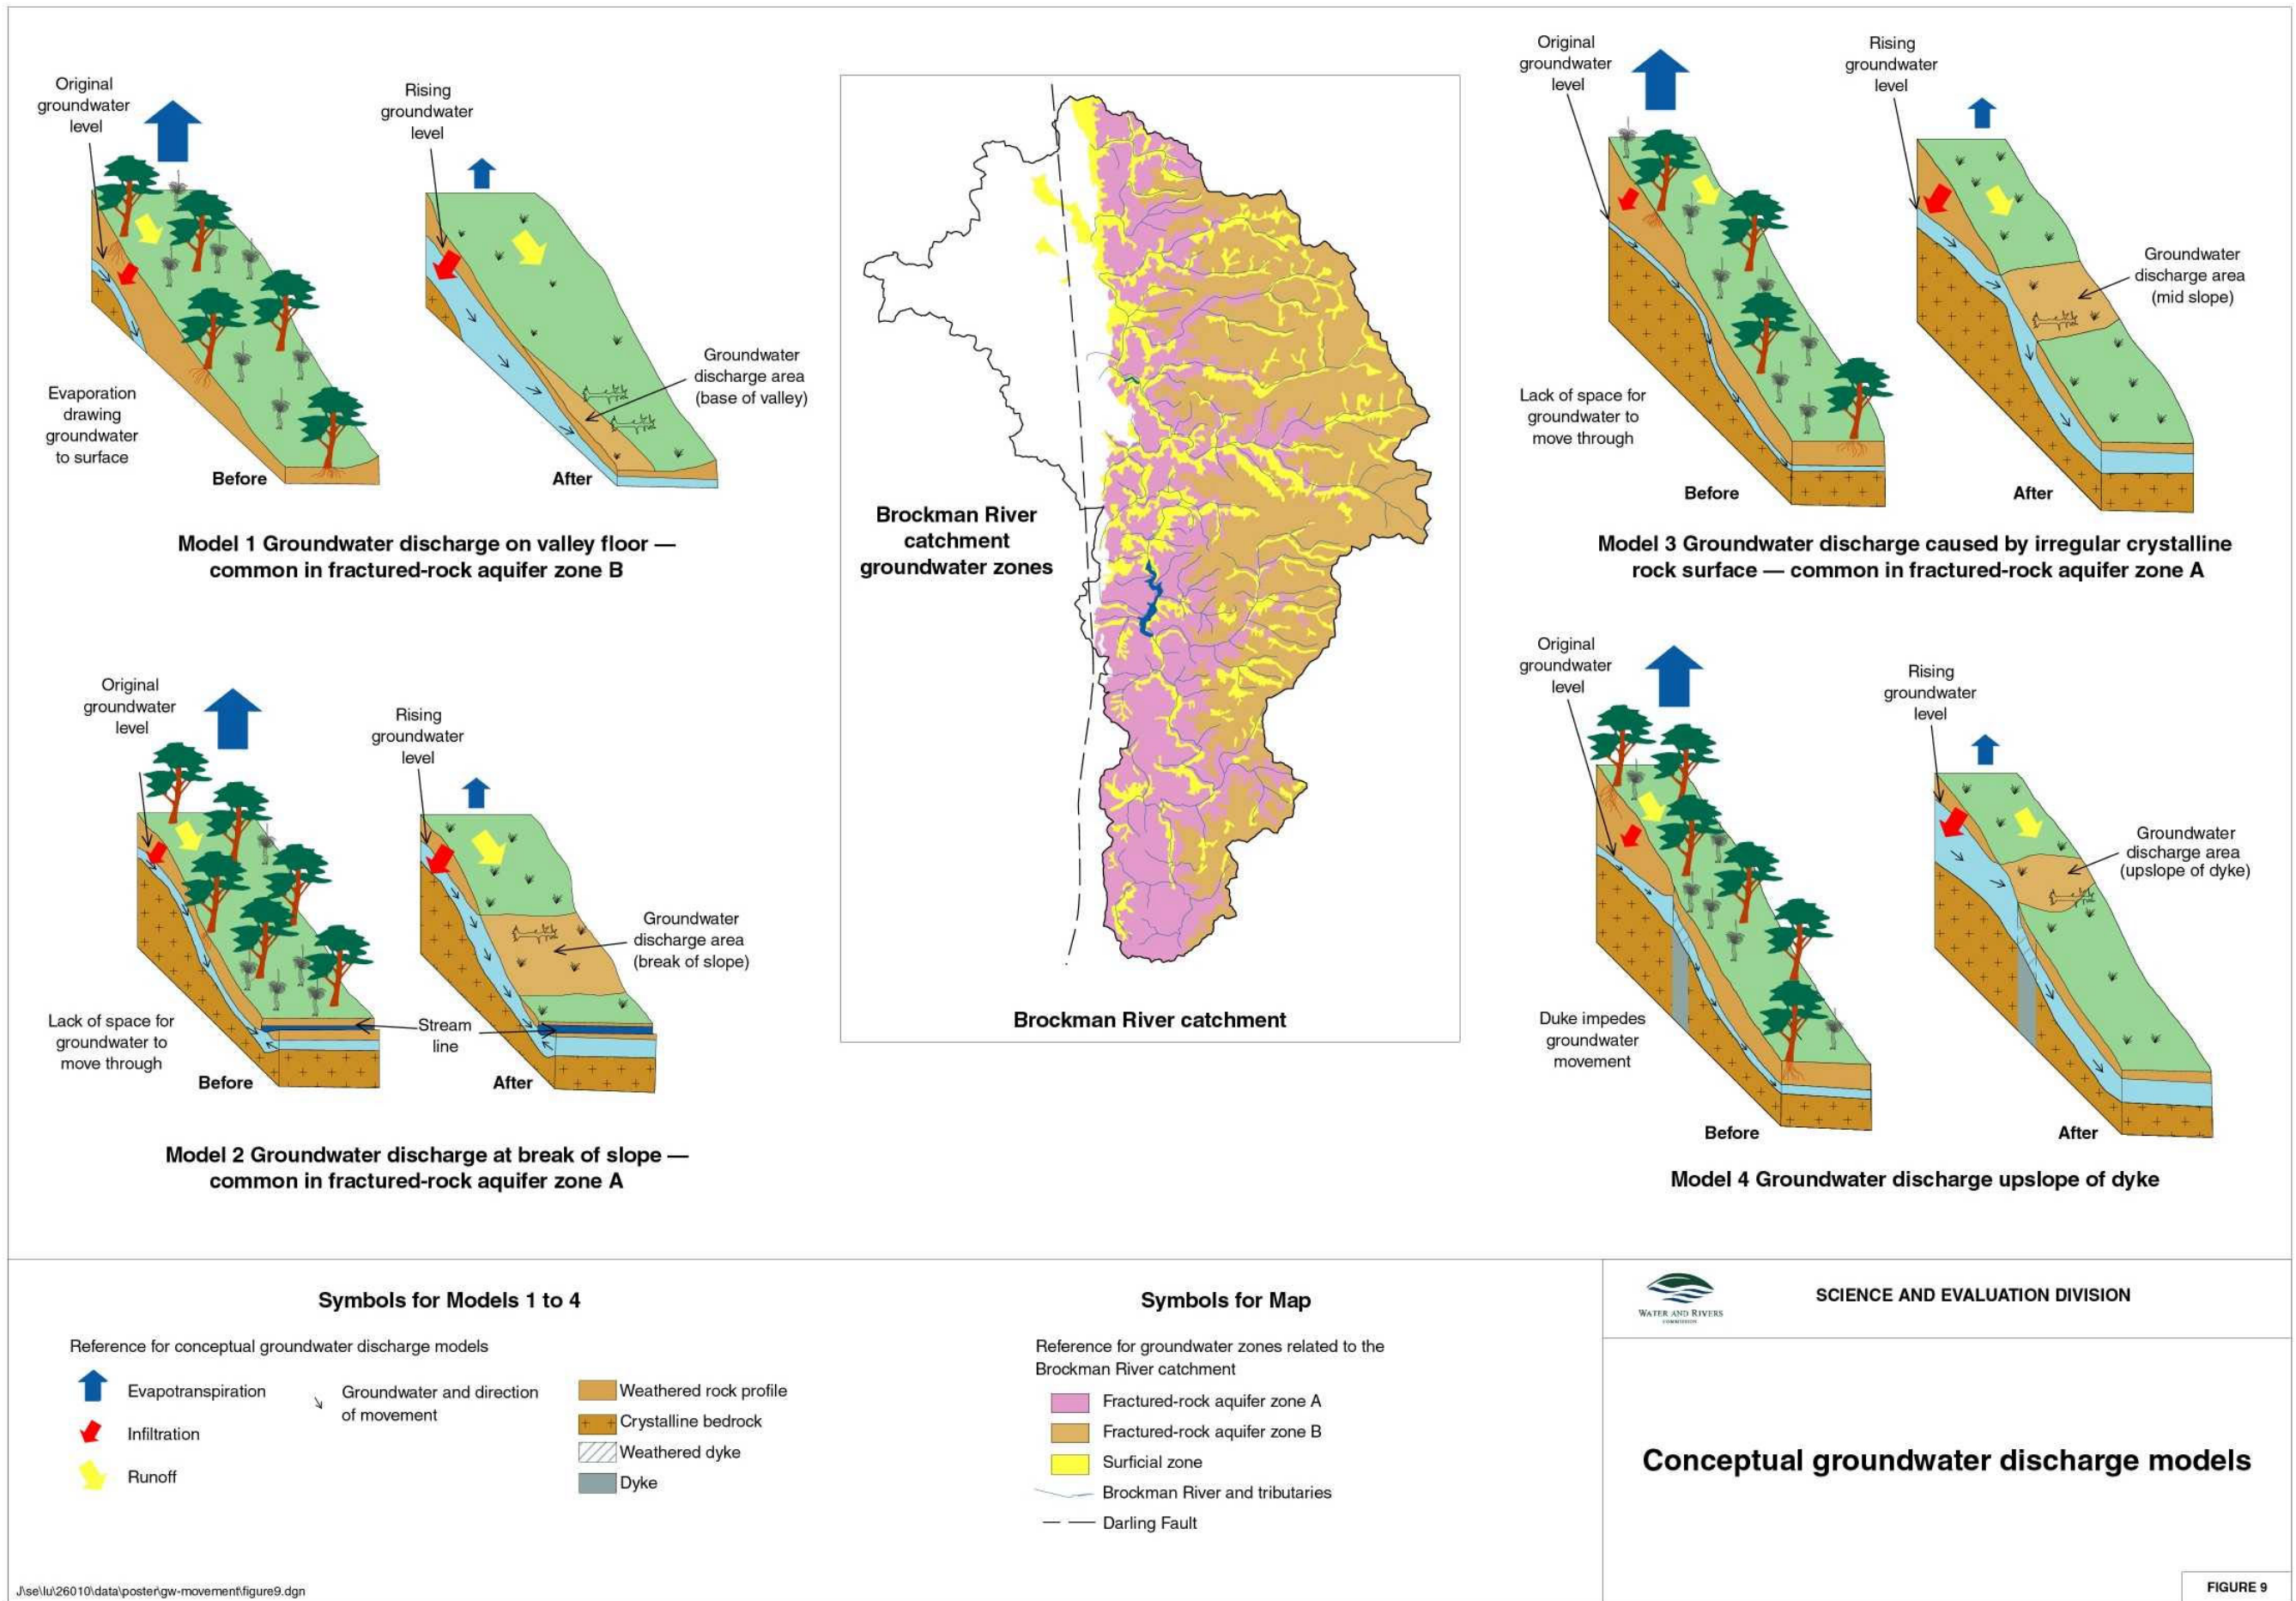 Original
groundwater
level
Rising
groundwater
level
Groundwater
discharge area
(base of valley)
Evaporation
drawing
groundwater
to surface
Before
After
Model 1 Groundwater discharge on valley floor —
common in fractured-rock aquifer zone B
Original
groundwater
level
Rising
groundwater
level
Groundwater
discharge area
(break of slope)
Lack of space for
groundwater to
move through
Stream
line
Before
After
Model 2 Groundwater discharge at break of slope —
common in fractured-rock aquifer zone A
Brockman River
catchment
groundwater zones
Brockman River catchment
Original
groundwater
level
Rising
groundwater
level
Groundwater
discharge area
(mid slope)
Lack of space for
groundwater to
move through
Before
After
Model 3 Groundwater discharge caused by irregular crystalline
rock surface — common in fractured-rock aquifer zone A
Original
groundwater
level
Rising
groundwater
level
Groundwater
discharge area
(upslope of dyke)
Duke impedes
groundwater
movement
Before
After
Model 4 Groundwater discharge upslope of dyke
Symbols for Models 1 to 4
Reference for conceptual groundwater discharge models
Evapotranspiration
Infiltration
Runoff
Groundwater and direction
of movement
Weathered rock profile
Crystalline bedrock
Weathered dyke
Dyke
Symbols for Map
Reference for groundwater zones related to the
Brockman River catchment
Fractured-rock aquifer zone A
Fractured-rock aquifer zone B
Surficial zone
Brockman River and tributaries
Darling Fault
WATER AND RIVERS
COMMISSION
SCIENCE AND EVALUATION DIVISION
Conceptual groundwater discharge models
J\se\lu\26010\data\poster\gw-movement\figure9.dgn
FIGURE 9